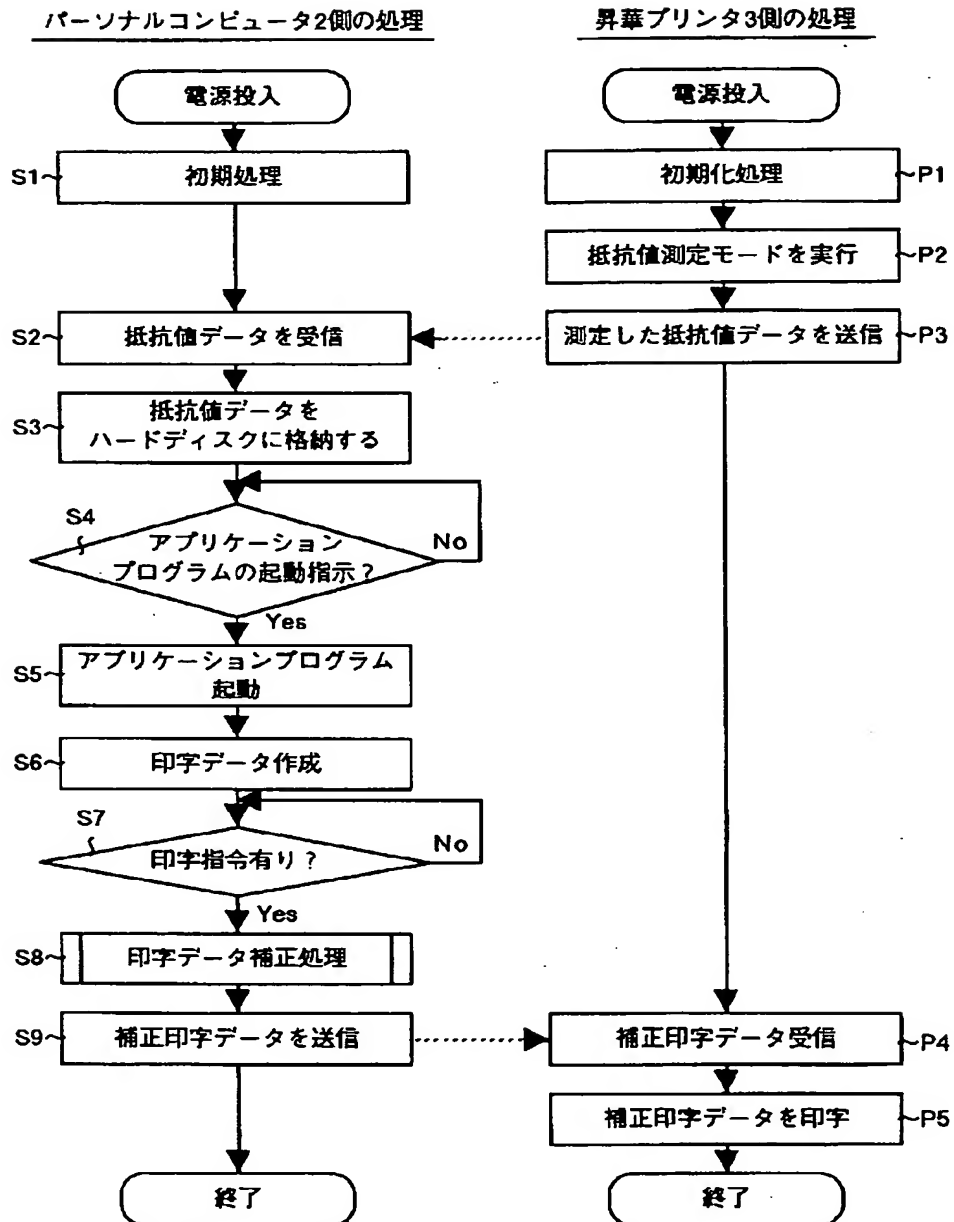 パーソナルコンピュータ2側の処理
電源投入
S1~
初期処理
S2~
抵抗値データを受信
S3~
抵抗値データを
ハードディスクに格納する
S4
アプリケーション
プログラムの起動指示?
No
Yes
S5~
アプリケーションプログラム
起動
S6~
印字データ作成
S7
印字指令有り?
No
Yes
S8~
印字データ補正処理
S9~
補正印字データを送信
終了
昇華プリンタ3側の処理
電源投入
初期化処理
~P1
抵抗値測定モードを実行
~P2
測定した抵抗値データを送信
~P3
補正印字データ受信
~P4
補正印字データを印字
~P5
終了